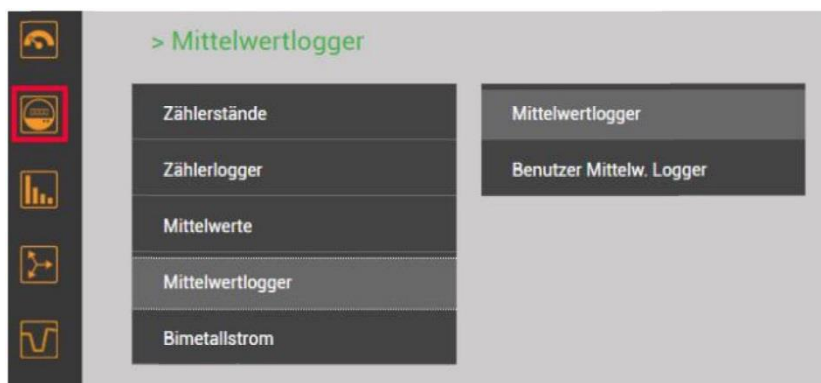 > Mittelwertlogger
Zählerstände
Zählerlogger
Mittelwerte
Mittelwertlogger
Bimetallstrom
Mittelwertlogger
Benutzer Mittelw. Logger